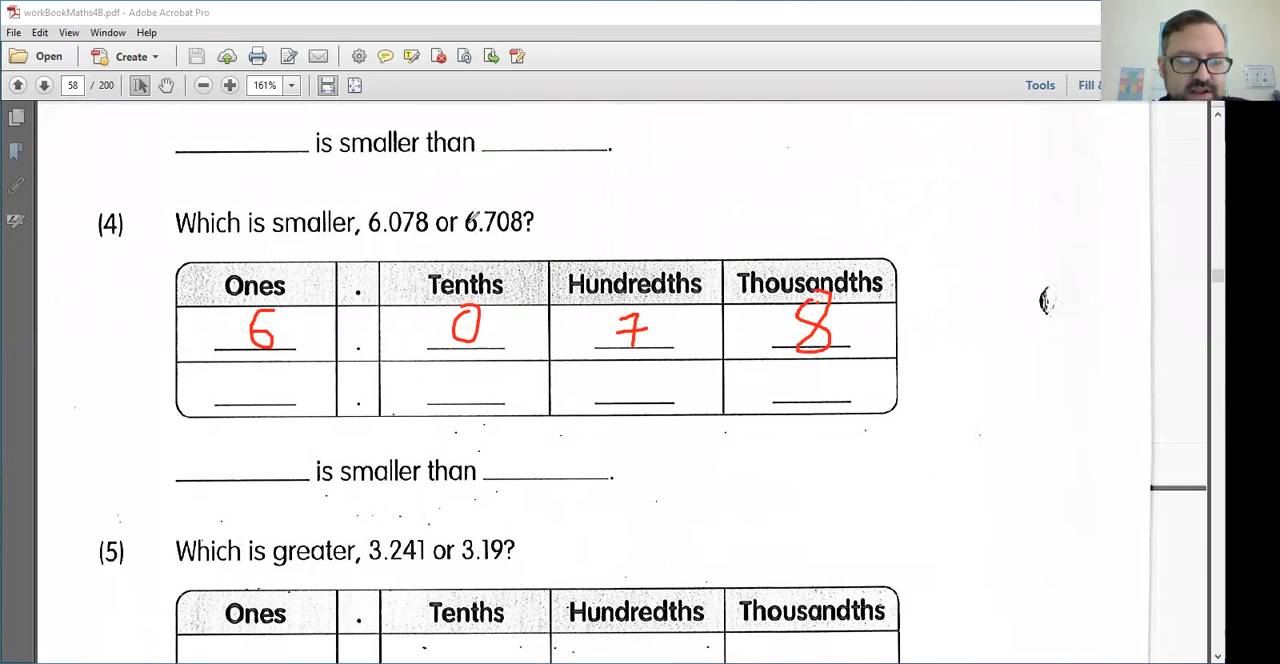 workBookMaths4B.pdf - Adobe Acrobat Pro
File Edit View Window Help
Open Create
58 / 200 161% Tools Fill &
is smaller than .
(4) Which is smaller, 6.078 or 6.708?
Ones . Tenths Hundredths Thousandths
6 . 0 7 8
.
is smaller than .
(5) Which is greater, 3.241 or 3.19?
Ones . Tenths Hundredths Thousandths